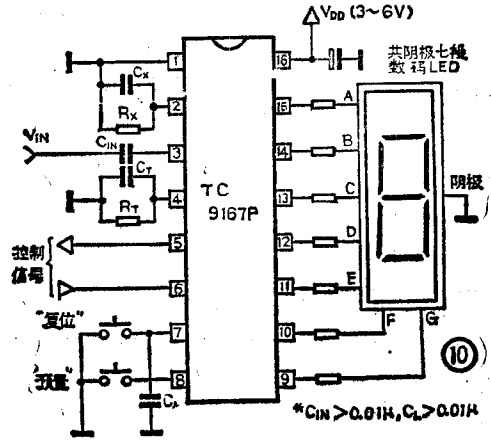 VDD (3~6V)
共阴极七段
数码LED
1
16
CX
2
15
A
RX
VIN
CIN
3
14
B
CT
阴极
TC
9167P
4
13
C
RT
5
12
D
控制
信号
6
11
E
F
G
"复位"
7
10
⑩
"预置"
8
9
Cλ
*CIN>0.01μ, CL>0.01μ